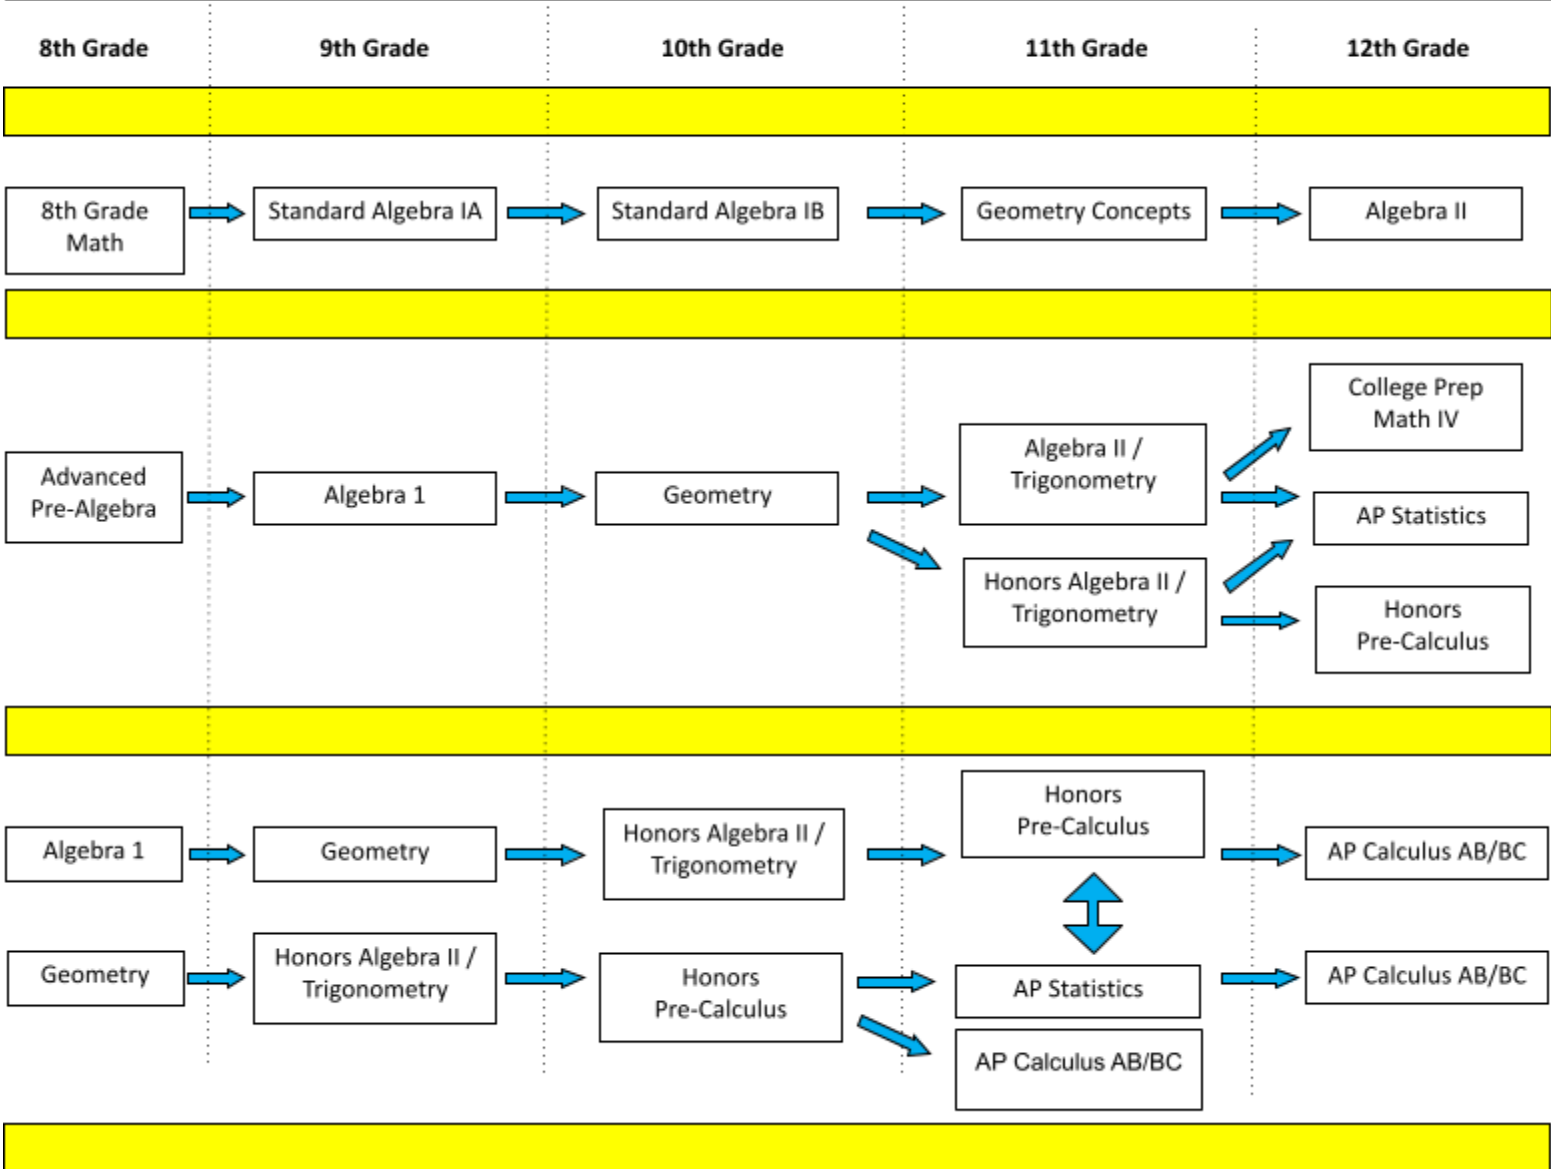 8th Grade
9th Grade
10th Grade
11th Grade
12th Grade
8th Grade
Math
Standard Algebra IA
Standard Algebra IB
Geometry Concepts
Algebra II
Advanced
Pre-Algebra
Algebra 1
Geometry
Algebra II /
Trigonometry
Honors Algebra II /
Trigonometry
College Prep
Math IV
AP Statistics
Honors
Pre-Calculus
Algebra 1
Geometry
Honors Algebra II /
Trigonometry
Honors
Pre-Calculus
AP Calculus AB/BC
Geometry
Honors Algebra II /
Trigonometry
Honors
Pre-Calculus
AP Statistics
AP Calculus AB/BC
AP Calculus AB/BC